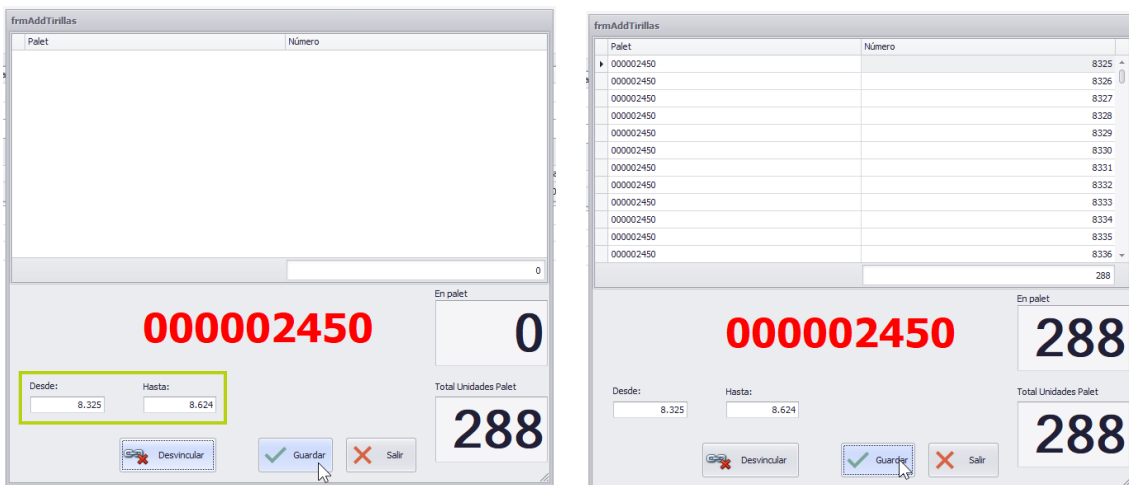 frmAddTirillas
Palet Número
0
En palet
000002450
0
Desde: Hasta:
8.325 8.624
Total Unidades Palet
288
Desvincular Guardar Salir
frmAddTirillas
Palet Número
000002450 8325
000002450 8326
000002450 8327
000002450 8328
000002450 8329
000002450 8330
000002450 8331
000002450 8332
000002450 8333
000002450 8334
000002450 8335
000002450 8336
288
En palet
000002450
288
Desde: Hasta:
8.325 8.624
Total Unidades Palet
288
Desvincular Guardar Salir